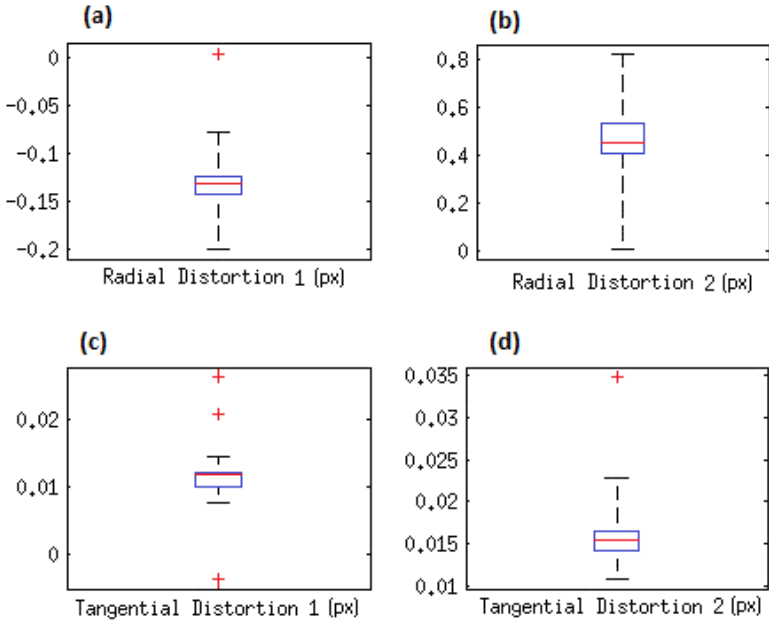 (a)
0
-0.05
-0.1
-0.15
-0.2
Radial Distortion 1 (px)
(b)
0.8
0.6
0.4
0.2
0
Radial Distortion 2 (px)
(c)
0.02
0.01
0
Tangential Distortion 1 (px)
(d)
0.035
0.03
0.025
0.02
0.015
0.01
Tangential Distortion 2 (px)